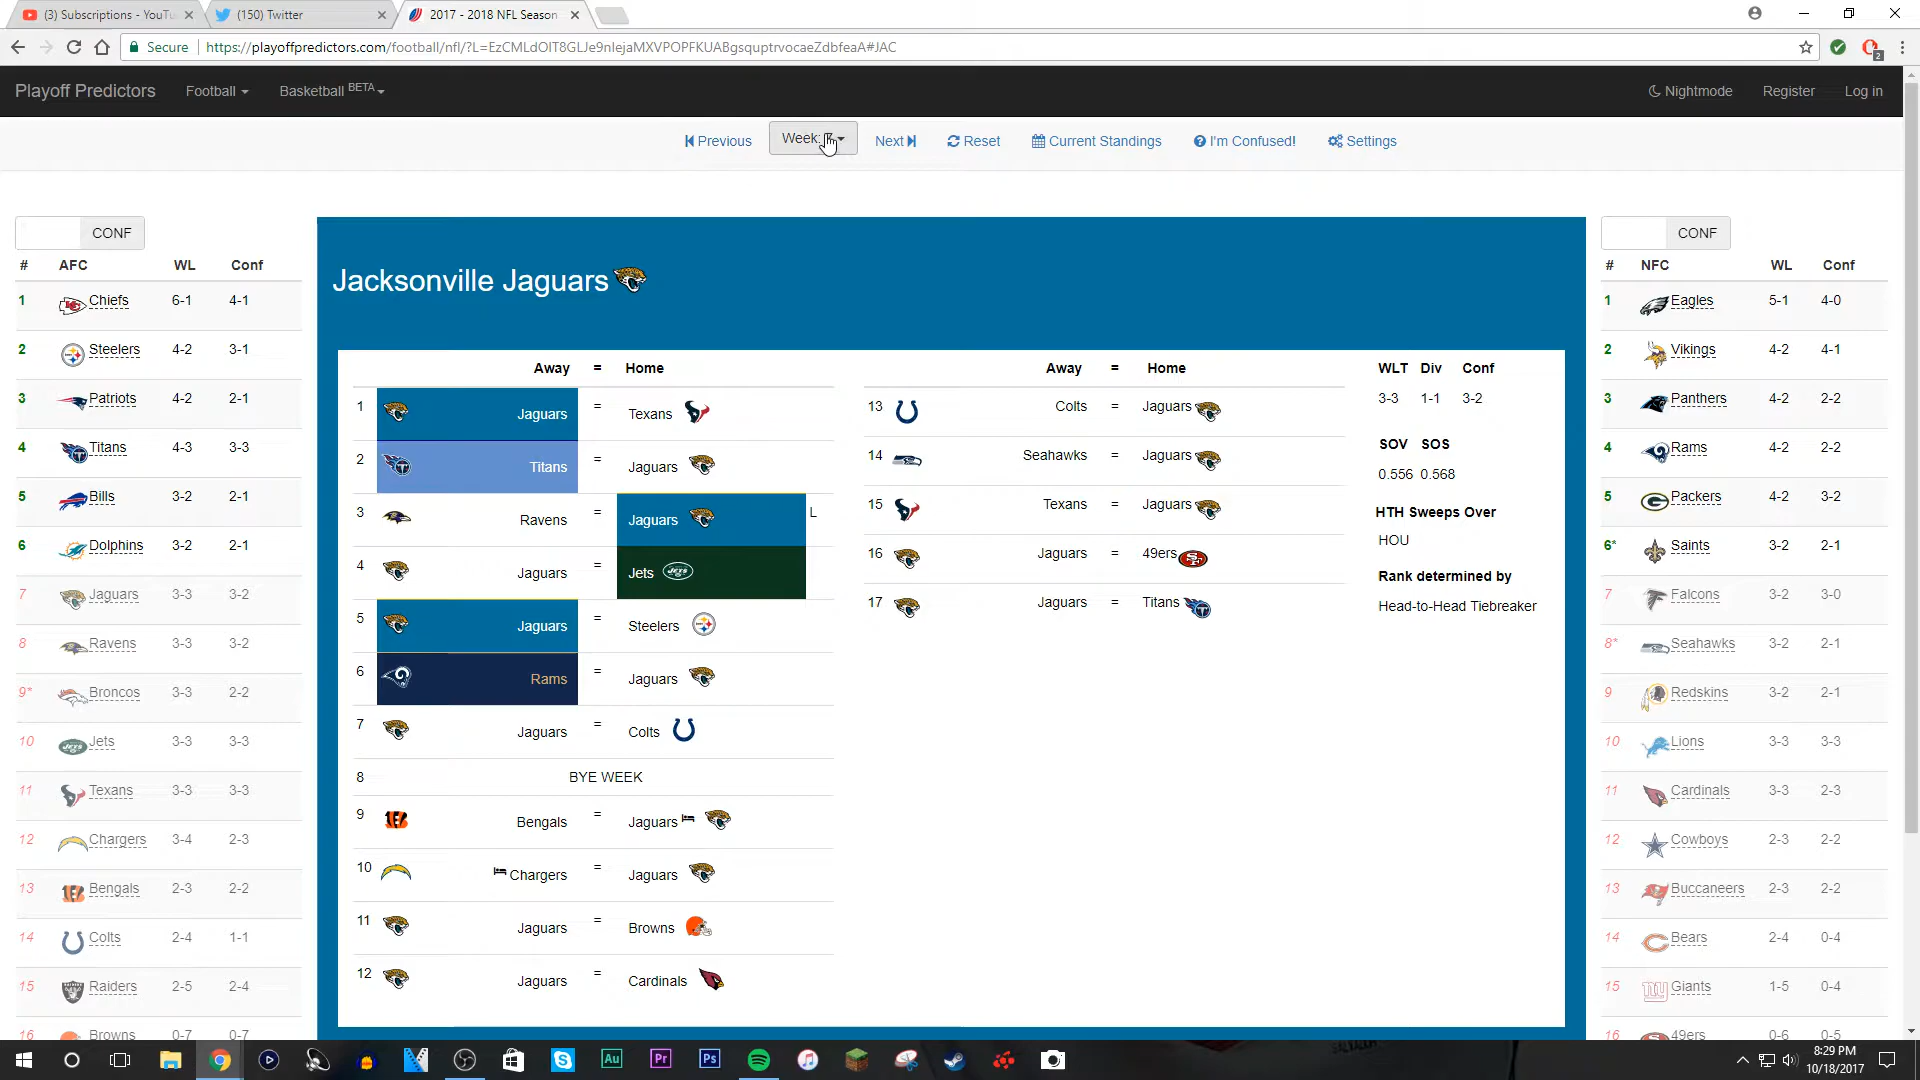 (3) Subscriptions - YouTu
(150) Twitter
2017 - 2018 NFL Season
Secure
https://playoffpredictors.com/football/nfl/?L=EzCMLdOIT8GLJe9nIejaMXVPOPFKUABgsquptrvocaeZdbfeaA#JAC
2
Playoff Predictors
Football
Basketball BETA
Nightmode
Register
Log in
Previous
Week:
Next
Reset
Current Standings
I'm Confused!
Settings
CONF
# AFC WL Conf
1 Chiefs 6-1 4-1
2 Steelers 4-2 3-1
3 Patriots 4-2 2-1
4 Titans 4-3 3-3
5 Bills 3-2 2-1
6 Dolphins 3-2 2-1
7 Jaguars 3-3 3-2
8 Ravens 3-3 3-2
9* Broncos 3-3 2-2
10 Jets 3-3 3-3
11 Texans 3-3 3-3
12 Chargers 3-4 2-3
13 Bengals 2-3 2-2
14 Colts 2-4 1-1
15 Raiders 2-5 2-4
16 Browns 0-7 0-7
Jacksonville Jaguars
Away = Home
1 Jaguars = Texans
2 Titans = Jaguars
3 Ravens = Jaguars L
4 Jaguars = Jets
5 Jaguars = Steelers
6 Rams = Jaguars
7 Jaguars = Colts
8 BYE WEEK
9 Bengals = Jaguars
10 Chargers = Jaguars
11 Jaguars = Browns
12 Jaguars = Cardinals
Away = Home
13 Colts = Jaguars
14 Seahawks = Jaguars
15 Texans = Jaguars
16 Jaguars = 49ers
17 Jaguars = Titans
WLT Div Conf
3-3 1-1 3-2
SOV SOS
0.556 0.568
HTH Sweeps Over
HOU
Rank determined by
Head-to-Head Tiebreaker
CONF
# NFC WL Conf
1 Eagles 5-1 4-0
2 Vikings 4-2 4-1
3 Panthers 4-2 2-2
4 Rams 4-2 2-2
5 Packers 4-2 3-2
6* Saints 3-2 2-1
7 Falcons 3-2 3-0
8* Seahawks 3-2 2-1
9 Redskins 3-2 2-1
10 Lions 3-3 3-3
11 Cardinals 3-3 2-3
12 Cowboys 2-3 2-2
13 Buccaneers 2-3 2-2
14 Bears 2-4 0-4
15 Giants 1-5 0-4
16 49ers 0-6 0-5
Au
Pr
Ps
8:29 PM
10/18/2017